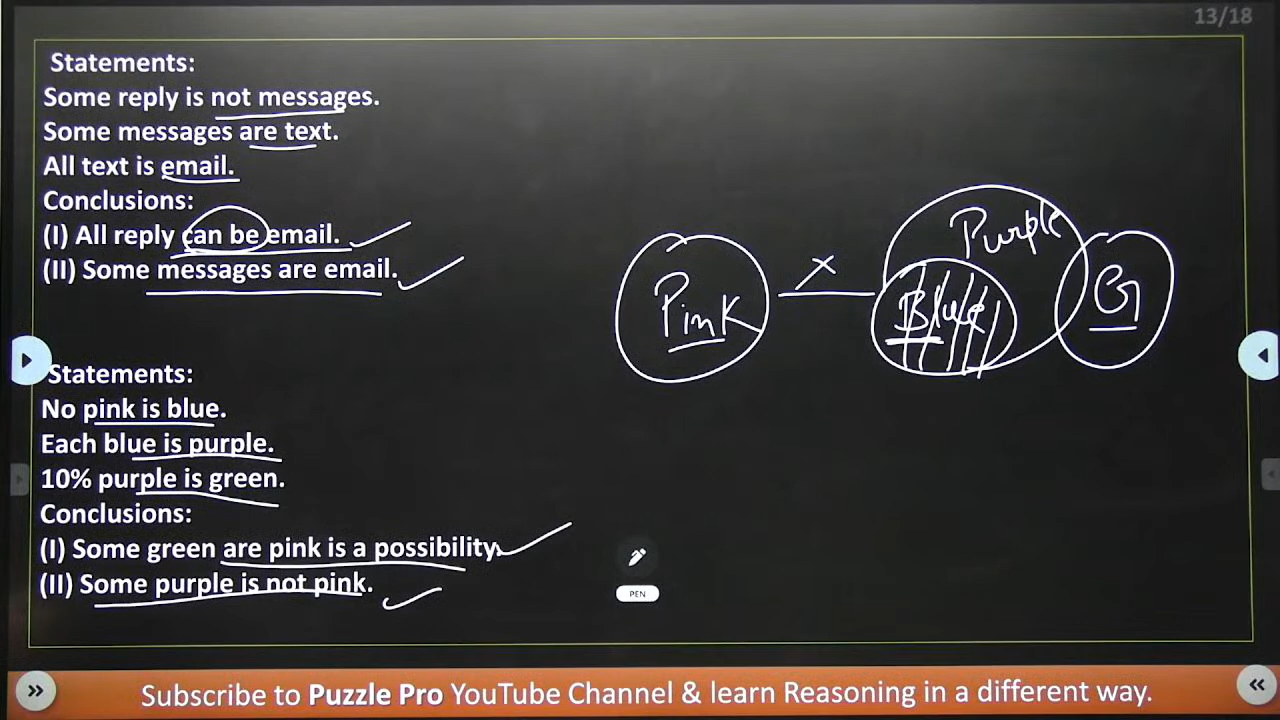 13/18
Statements:
Some reply is not messages.
Some messages are text.
All text is email.
Conclusions:
(I) All reply can be email.
(II) Some messages are email.
Statements:
No pink is blue.
Each blue is purple.
10% purple is green.
Conclusions:
(I) Some green are pink is a possibility.
(II) Some purple is not pink.
Pink
x
Purple
Blue
G
PEN
Subscribe to Puzzle Pro YouTube Channel & learn Reasoning in a different way.